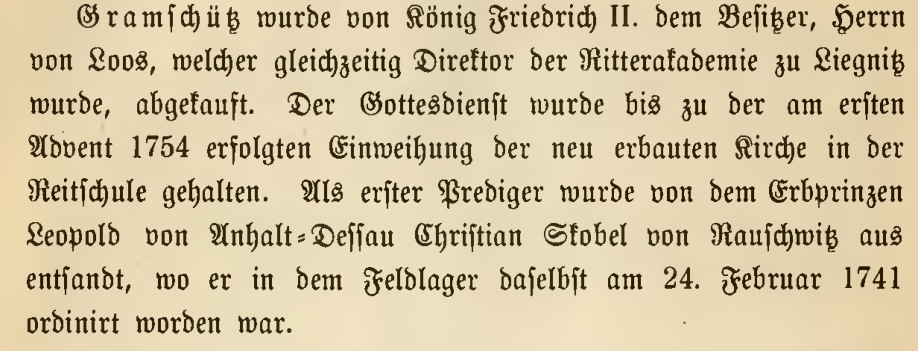 Gramschütz wurde von König Friedrich II. dem Besitzer, Herrn
von Loos, welcher gleichzeitig Direktor der Ritterakademie zu Liegnitz
wurde, abgekauft. Der Gottesdienst wurde bis zu der am ersten
Advent 1754 erfolgten Einweihung der neu erbauten Kirche in der
Reitschule gehalten. Als erster Prediger wurde von dem Erbprinzen
Leopold von Anhalt-Dessau Christian Skobel von Rauschwitz aus
entsandt, wo er in dem Feldlager daselbst am 24. Februar 1741
ordinirt worden war.